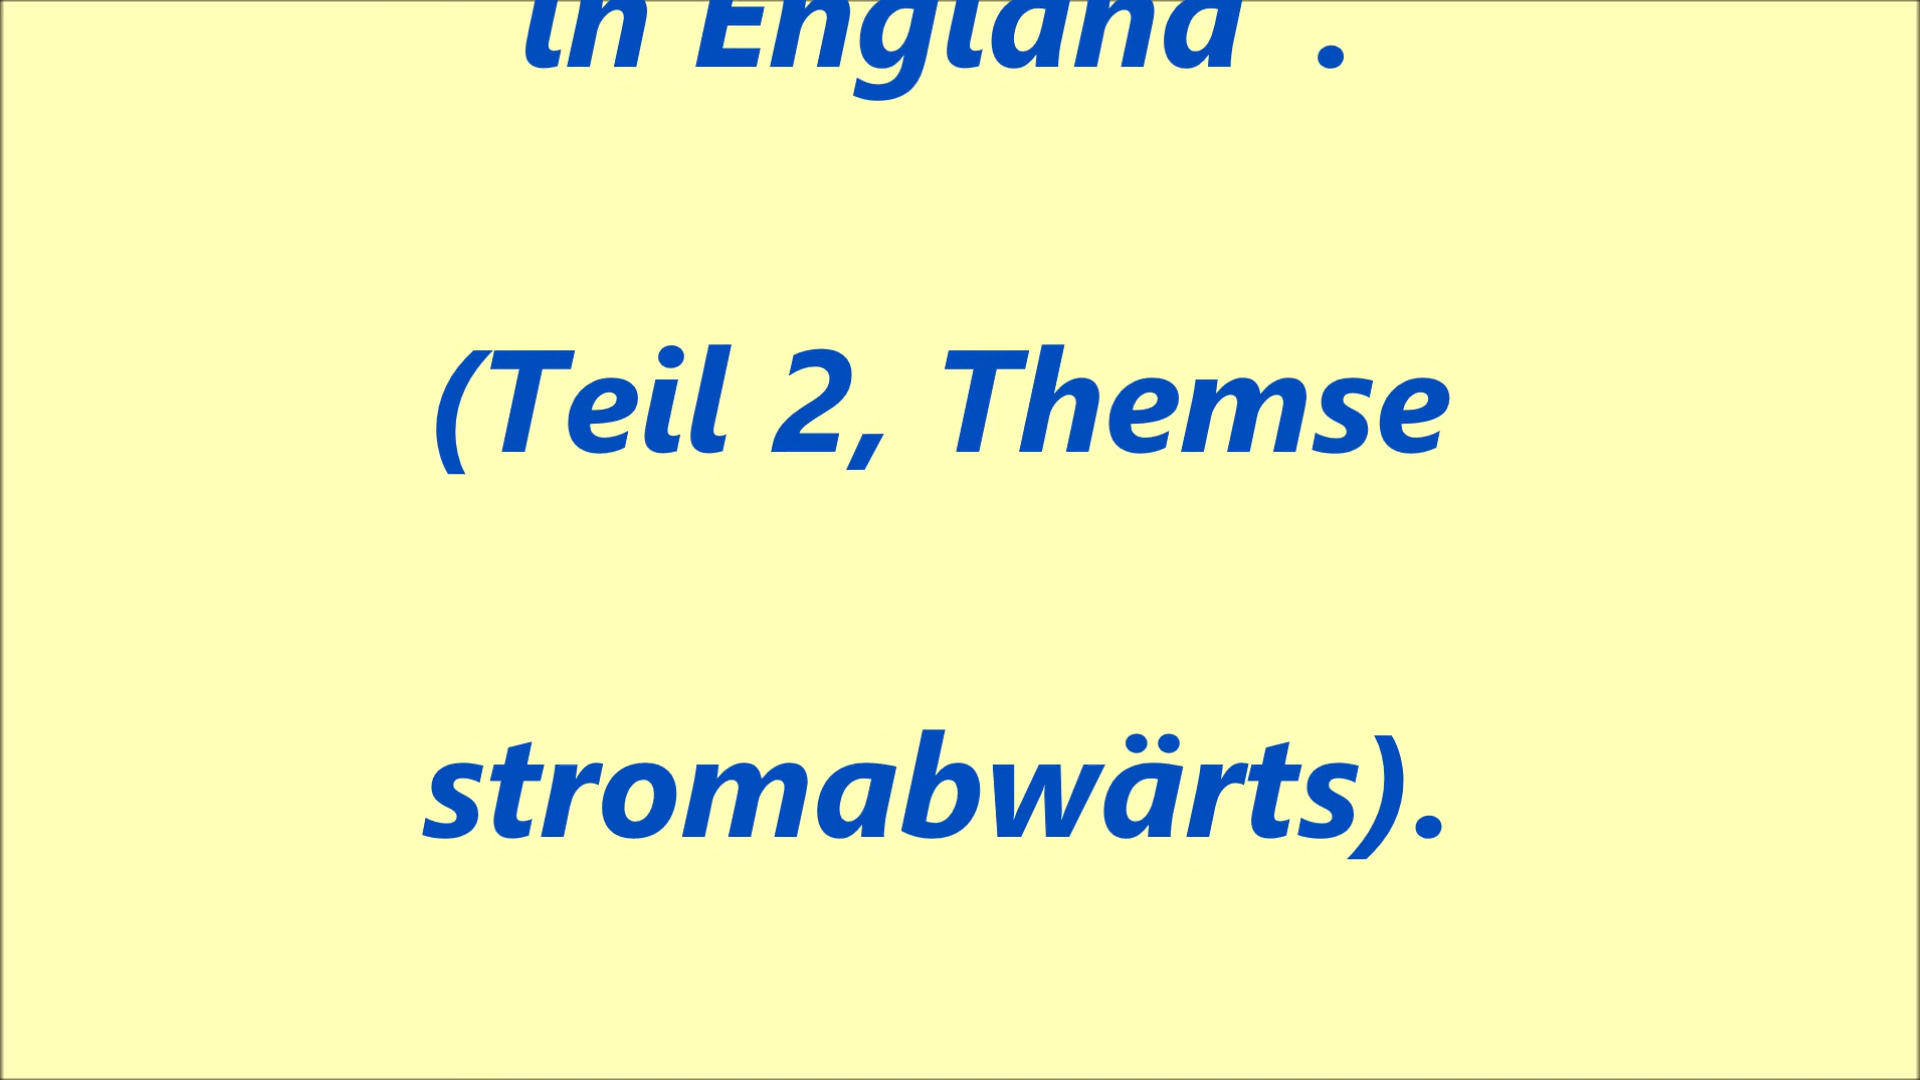 in England .
(Teil 2, Themse
stromabwärts).